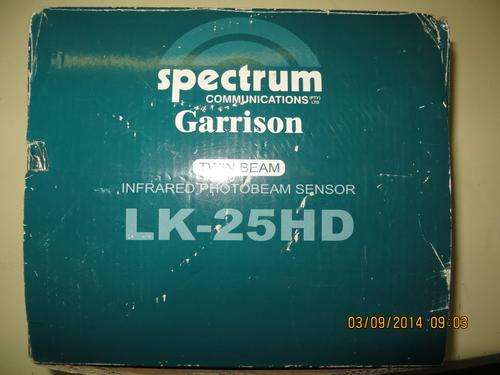 spectrum
COMMUNICATIONS (PTY) LTD
Garrison
TWIN BEAM
INFRARED PHOTOBEAM SENSOR
LK-25HD
03/09/2014 09:03